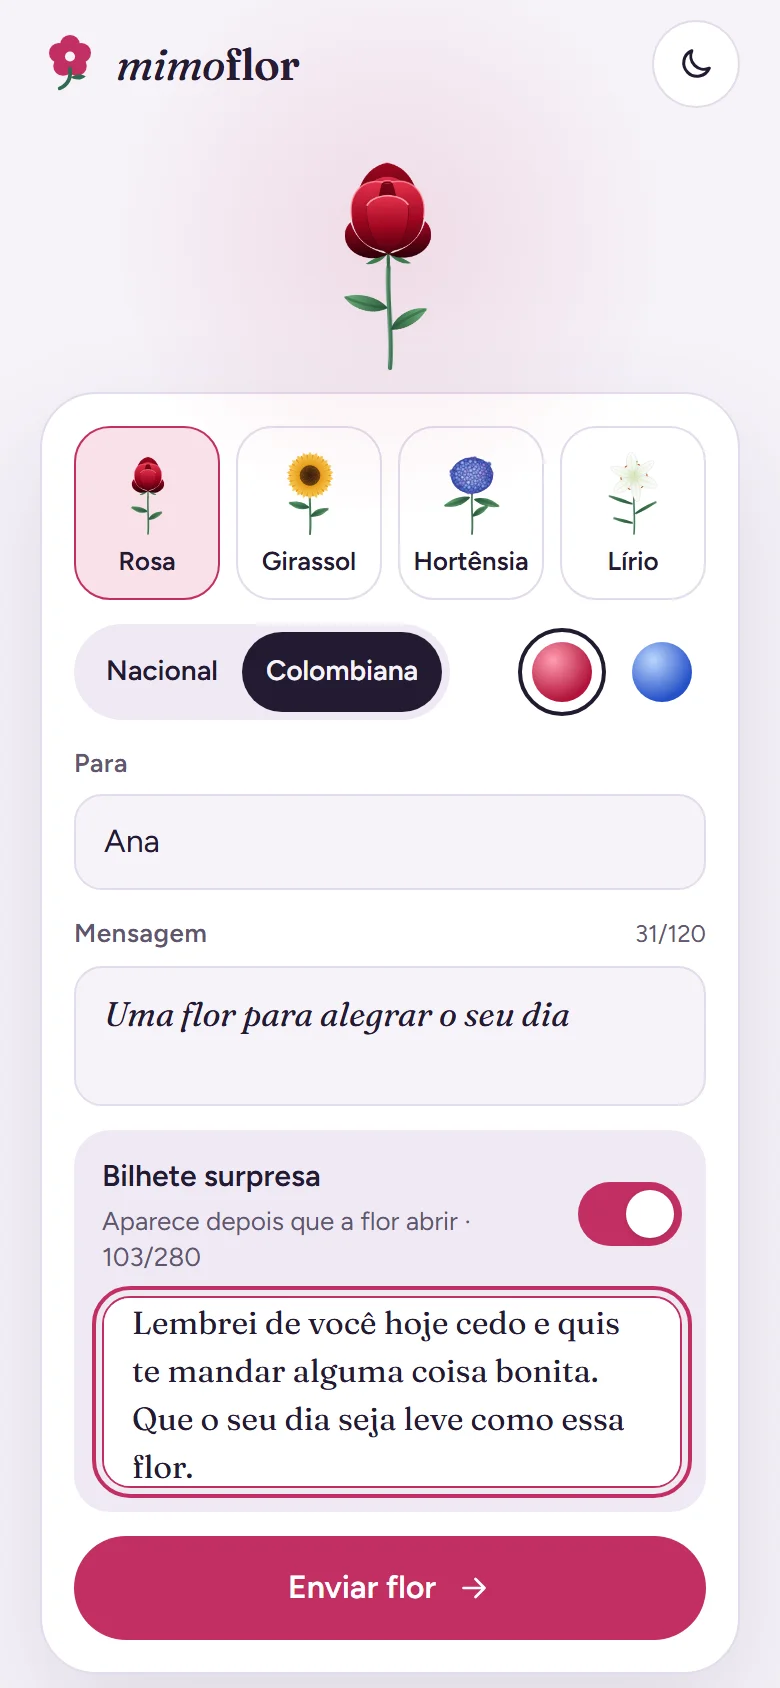 mimoflor
Rosa
Girassol
Hortênsia
Lírio
Nacional
Colombiana
Para
Ana
Mensagem
31/120
Uma flor para alegrar o seu dia
Bilhete surpresa
Aparece depois que a flor abrir ·
103/280
Lembrei de você hoje cedo e quis
te mandar alguma coisa bonita.
Que o seu dia seja leve como essa
flor.
Enviar flor →